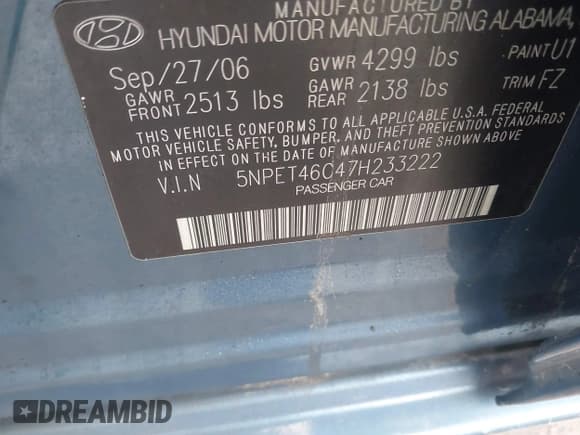 MANUFACTURED BY
HYUNDAI MOTOR MANUFACTURING ALABAMA,
Sep/27/06 GVWR 4299 lbs PAINT U1
GAWR FRONT 2513 lbs GAWR REAR 2138 lbs TRIM FZ
THIS VEHICLE CONFORMS TO ALL APPLICABLE U.S.A. FEDERAL
MOTOR VEHICLE SAFETY, BUMPER, AND THEFT PREVENTION STANDARDS
IN EFFECT ON THE DATE OF MANUFACTURE SHOWN ABOVE.
V.I.N 5NPET46C47H233222
PASSENGER CAR
DREAMBID